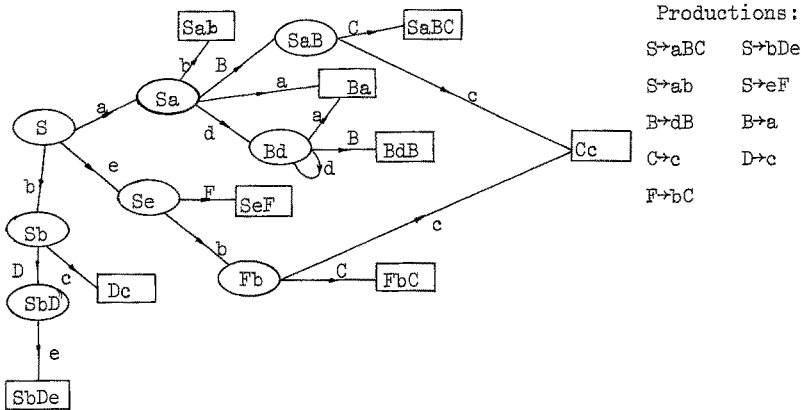 Productions:
S→aBC S→bDe
S→ab S→eF
B→dB B→a
C→c D→c
F→bC
Sab
SaB
C
SaBC
b
B
a
Sa
a
Ba
c
S
d
a
Bd
B
BdB
d
Cc
e
b
Se
F
SeF
b
c
Sb
D
c
Dc
Fb
C
FbC
SbD
e
SbDe